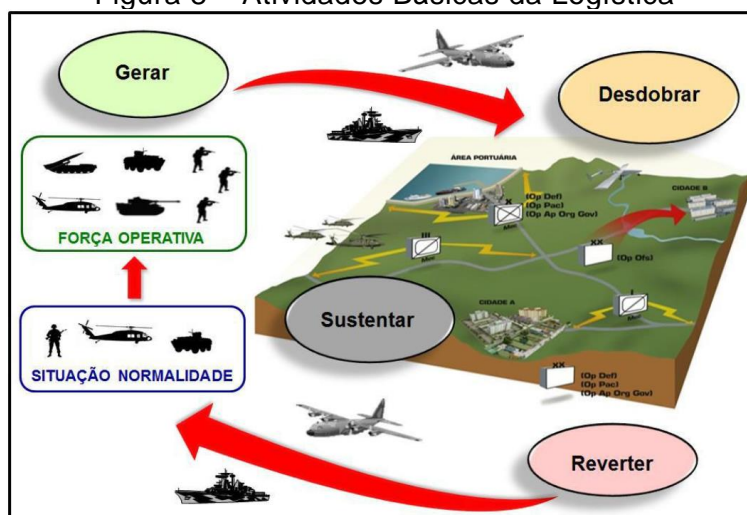 Figura 3 – Atividades Básicas da Logística
Gerar
Desdobrar
ÁREA PORTUÁRIA
CIDADE B
X
(Op Def)
(Op Pac)
(Op Ap Org Gov)
III
XX
(Op Ofs)
FORÇA OPERATIVA
I
Sustentar
CIDADE A
SITUAÇÃO NORMALIDADE
XX
(Op Def)
(Op Pac)
(Op Ap Org Gov)
Reverter